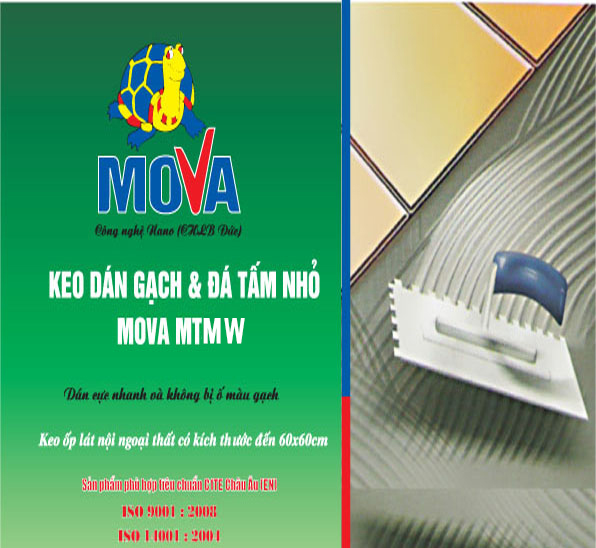 MOVA
Công nghệ Nano (CHLB Đức)
KEO DÁN GẠCH & ĐÁ TẤM NHỎ
MOVA MTM W
Dán cực nhanh và không bị ố màu gạch
Keo ốp lát nội ngoại thất có kích thước đến 60x60cm
Sản phẩm phù hợp tiêu chuẩn C1TE Châu Âu (EN)
ISO 9001 : 2008
ISO 14001 : 2004